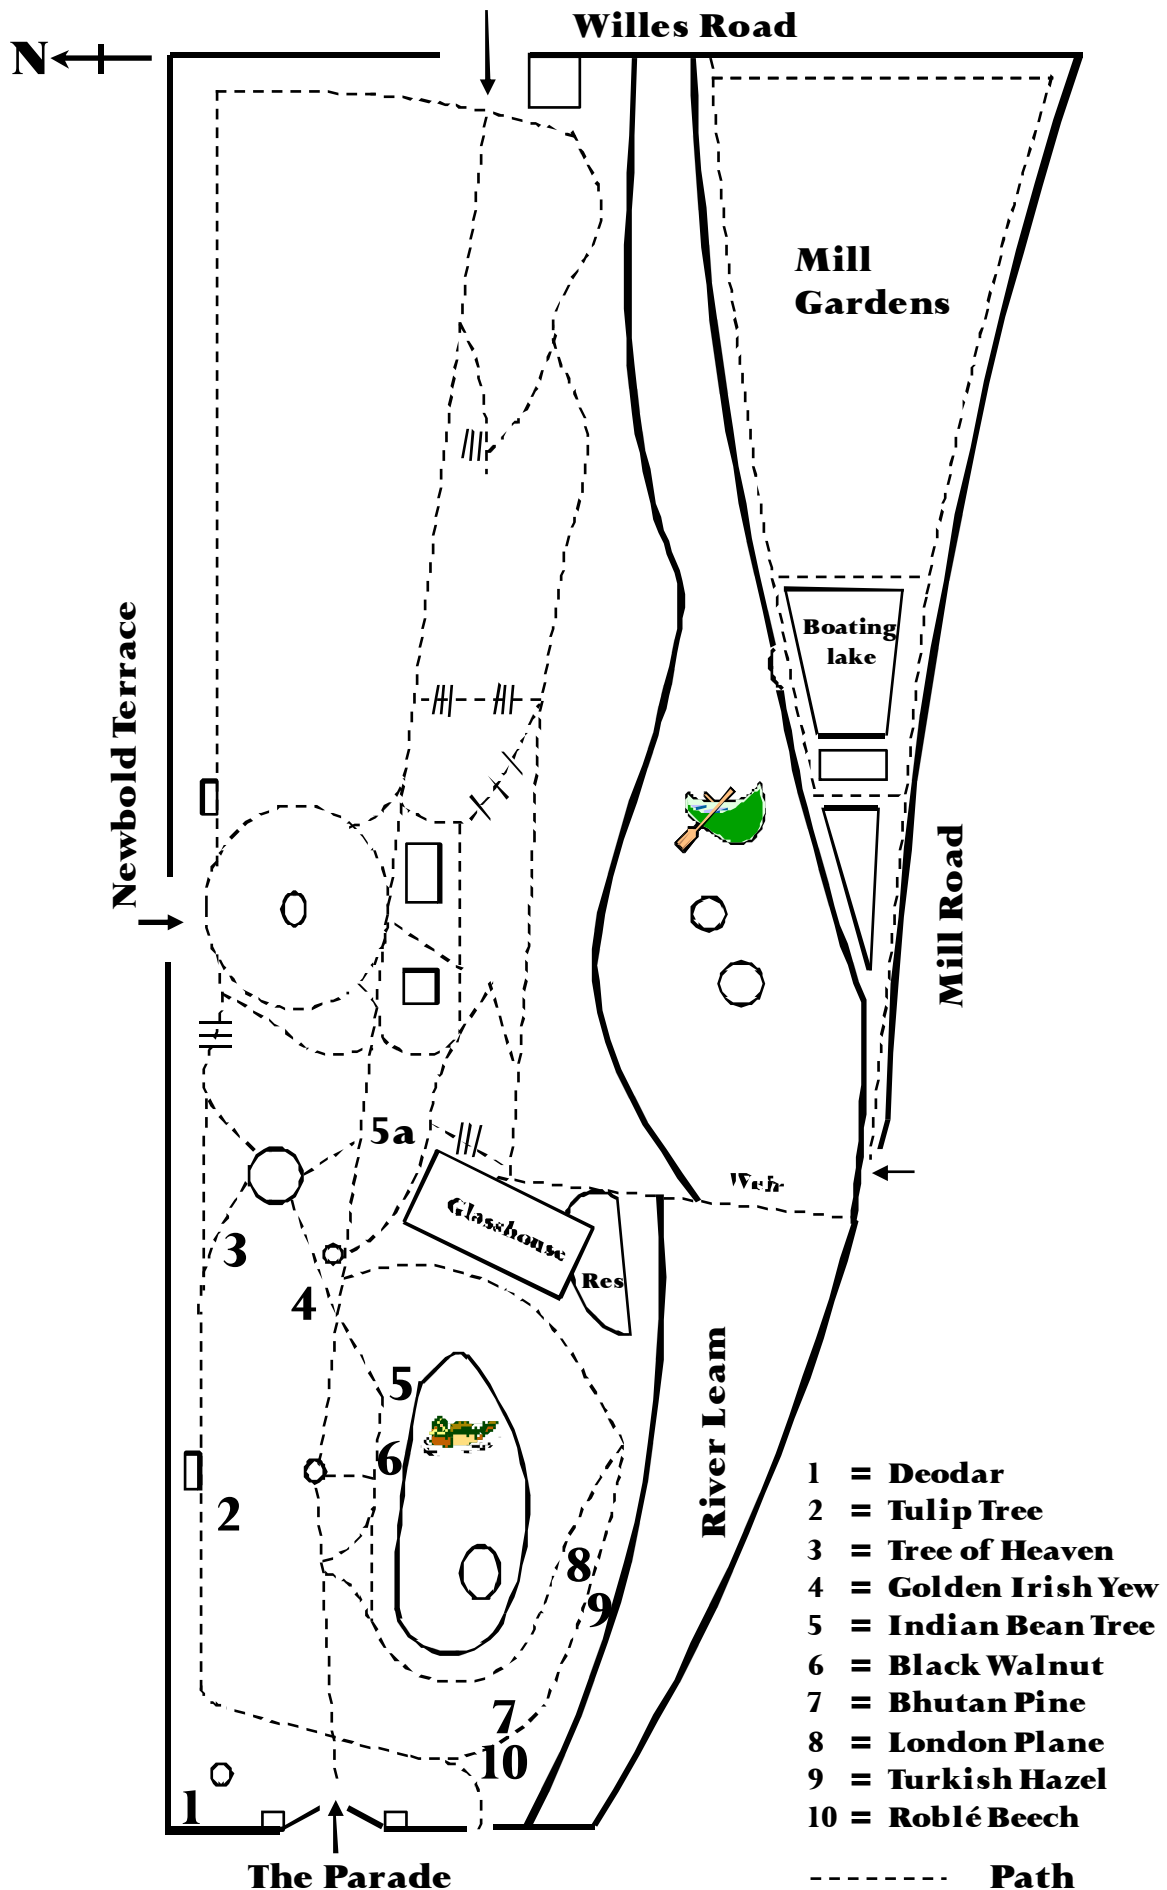 Willes Road
N
Mill
Gardens
Boating
lake
Newbold Terrace
Mill Road
5a
Weir
Glasshouse
3
Res
4
River Leam
5
6
2
8
9
7
10
1
1 = Deodar
2 = Tulip Tree
3 = Tree of Heaven
4 = Golden Irish Yew
5 = Indian Bean Tree
6 = Black Walnut
7 = Bhutan Pine
8 = London Plane
9 = Turkish Hazel
10 = Roblé Beech
The Parade
Path